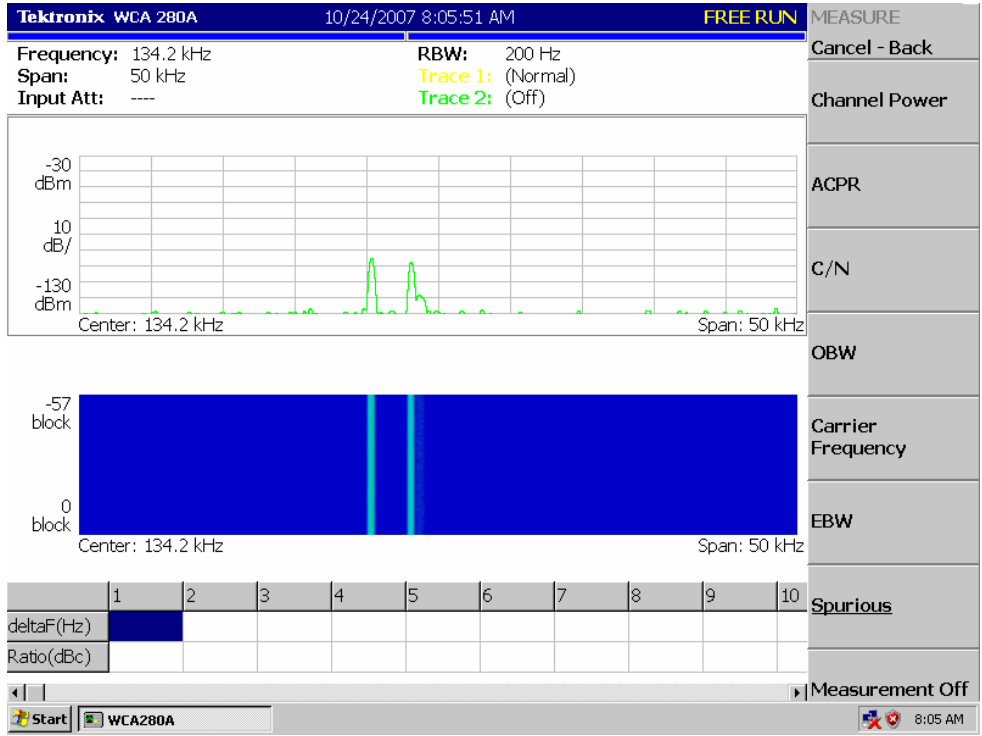 Tektronix WCA 280A 10/24/2007 8:05:51 AM FREE RUN
MEASURE
Cancel - Back
Frequency: 134.2 kHz RBW: 200 Hz
Span: 50 kHz Trace 1: (Normal)
Input Att: ---- Trace 2: (Off)
Channel Power
-30
dBm
ACPR
10
dB/
C/N
-130
dBm
Center: 134.2 kHz Span: 50 kHz
OBW
-57
block
Carrier
Frequency
0
block
EBW
Center: 134.2 kHz Span: 50 kHz
1 2 3 4 5 6 7 8 9 10
Spurious
deltaF(Hz)
Ratio(dBc)
Measurement Off
Start WCA280A 8:05 AM